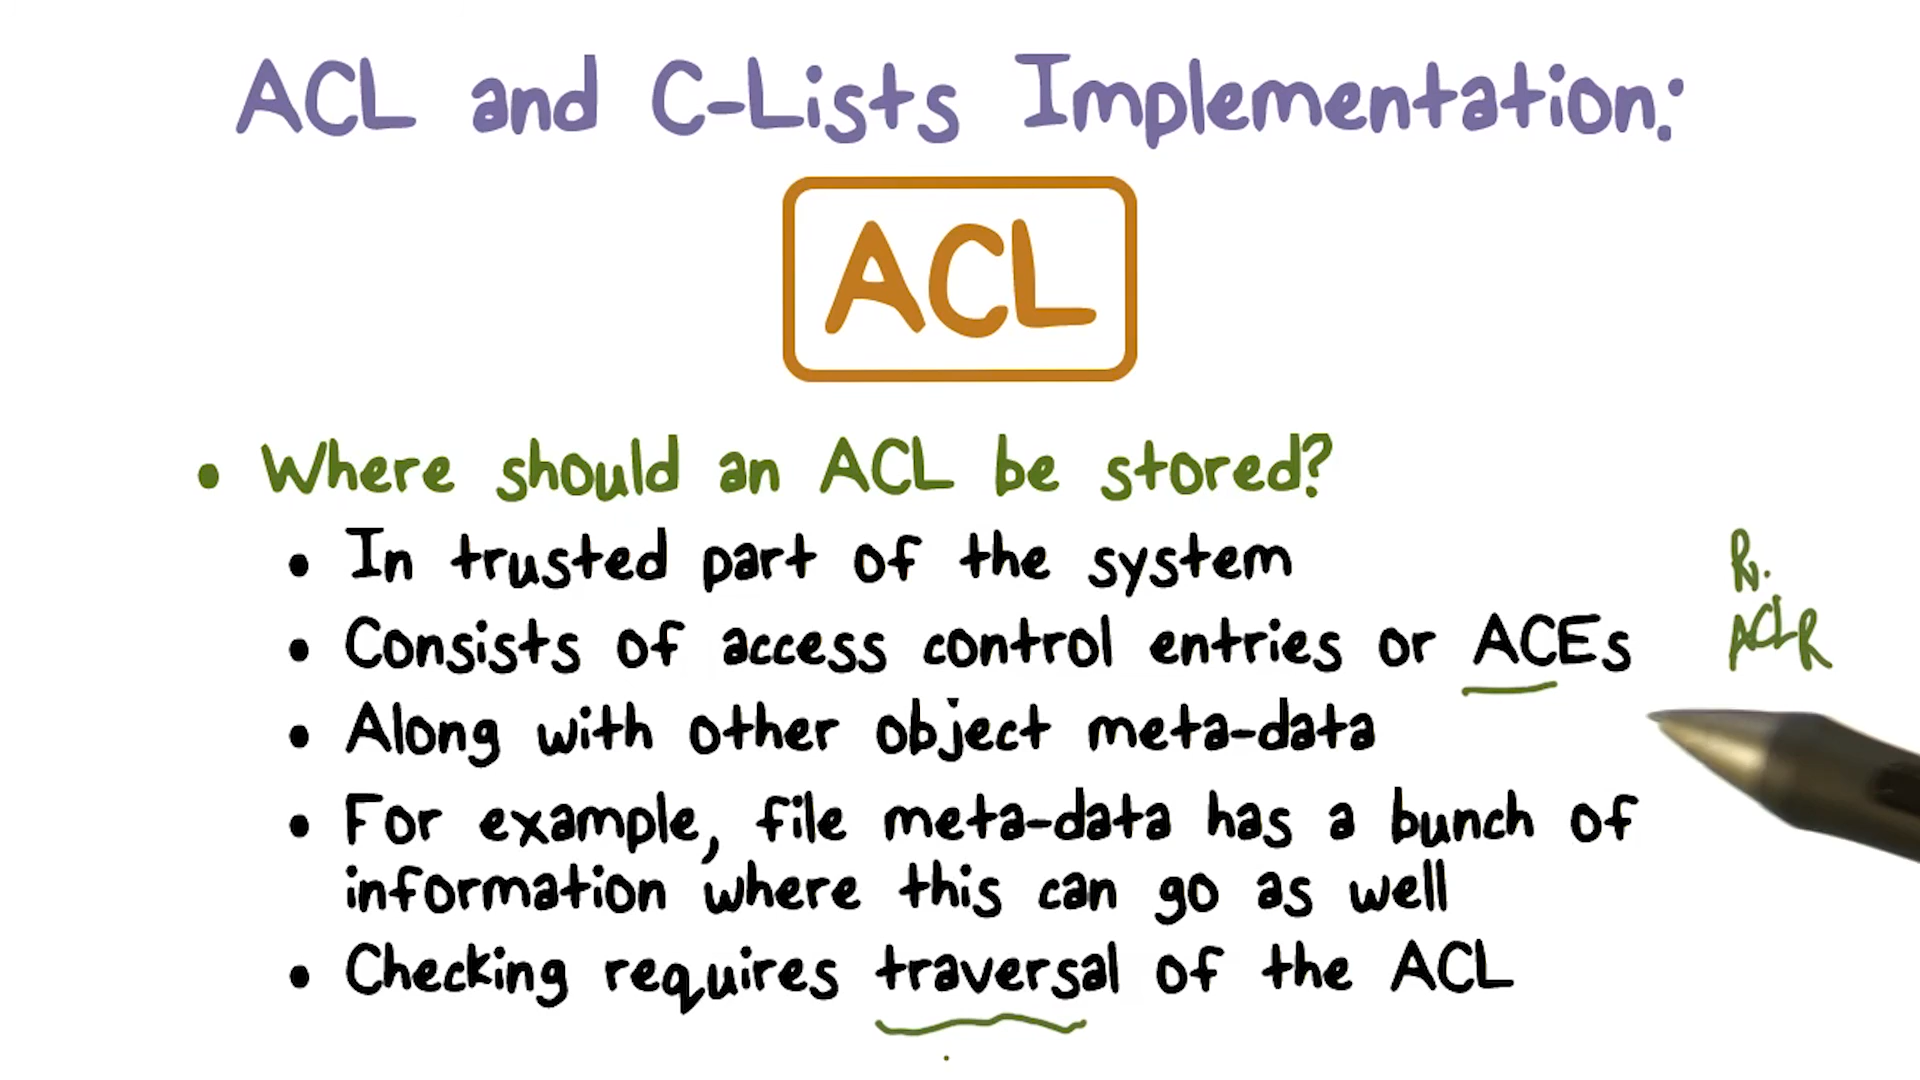 ACL and C-Lists Implementation:
ACL
• Where should an ACL be stored?
• In trusted part of the system
• Consists of access control entries or ACEs
• Along with other object meta-data
• For example, file meta-data has a bunch of
information where this can go as well
• Checking requires traversal of the ACL